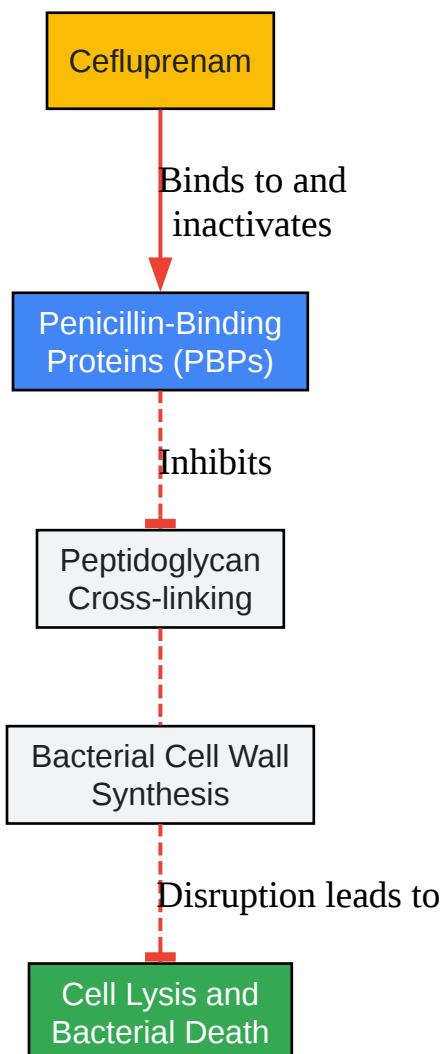 Cefluprenam
Binds to and
inactivates
Penicillin-Binding
Proteins (PBPs)
Inhibits
Peptidoglycan
Cross-linking
Bacterial Cell Wall
Synthesis
Disruption leads to
Cell Lysis and
Bacterial Death